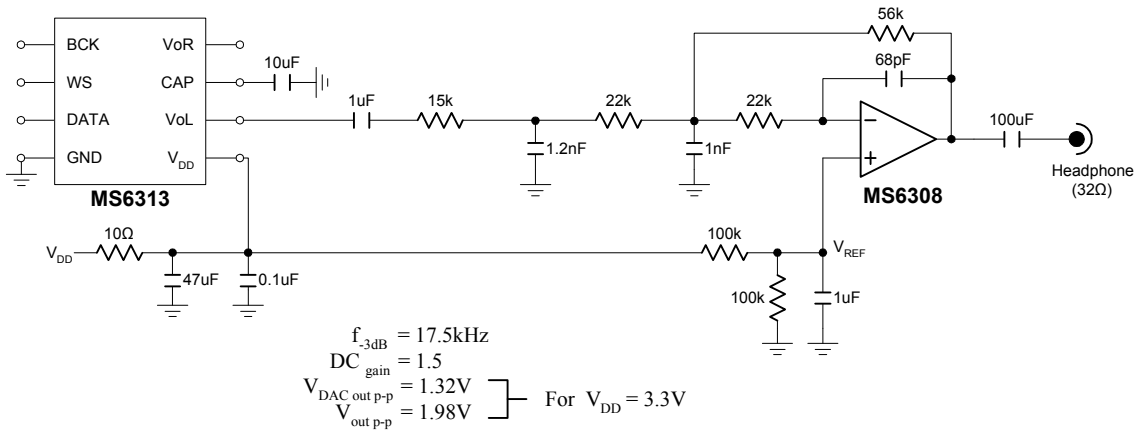 56k
BCK
VoR
10uF
68pF
WS
CAP
1uF
15k
22k
22k
DATA
VoL
100uF
1.2nF
1nF
GND
VDD
MS6313
MS6308
Headphone
(32Ω)
10Ω
VDD
100k
VREF
47uF
0.1uF
100k
1uF
f-3dB = 17.5kHz
DC gain = 1.5
VDAC out p-p = 1.32V
Vout p-p = 1.98V
For VDD = 3.3V